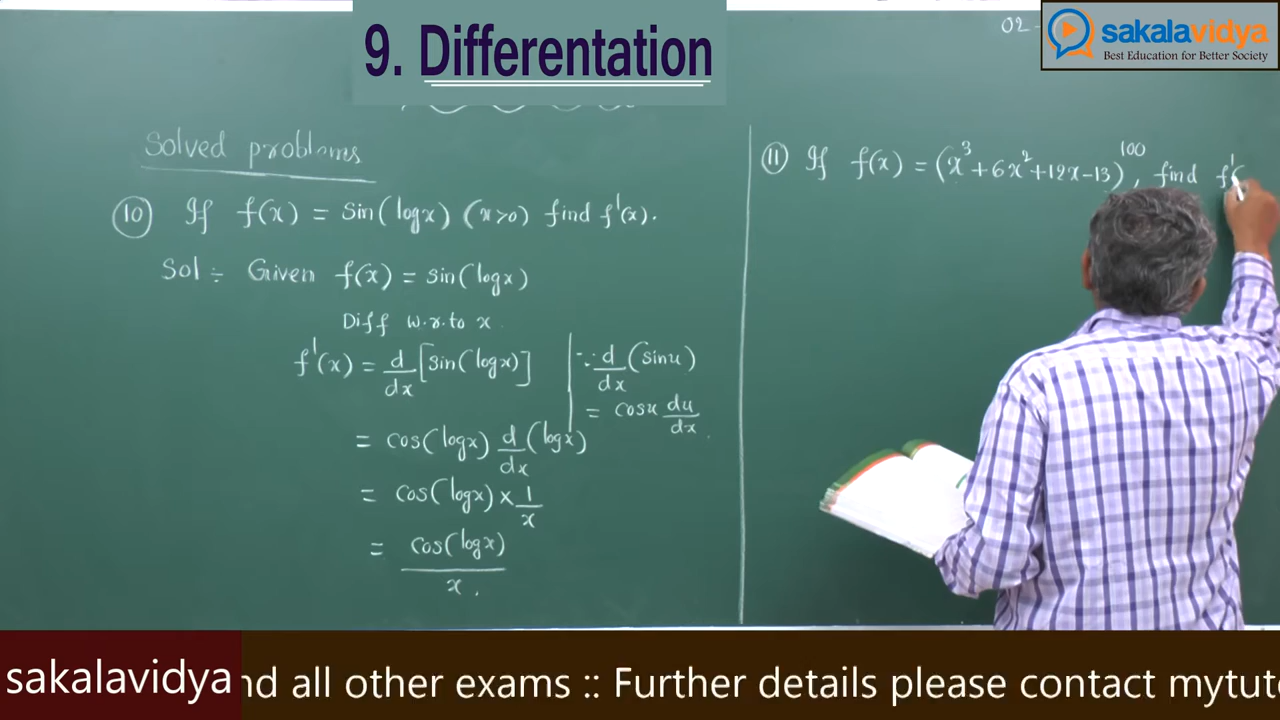 9. Differentation
02-
sakalavidya
Best Education for Better Society
Solved problems
10 If f(x) = Sin(logx) (x>0) find f'(x).
Sol:- Given f(x) = sin(logx)
Diff w.r.to x
f'(x) = d/dx [sin(logx)] ∵ d/dx (sinu)
= cosu du/dx.
= cos(logx) d/dx (logx)
= cos(logx) × 1/x
= cos(logx)/x.
11 If f(x) = (x³+6x²+12x-13)¹⁰⁰, find f'(
sakalavidya
nd all other exams :: Further details please contact mytut